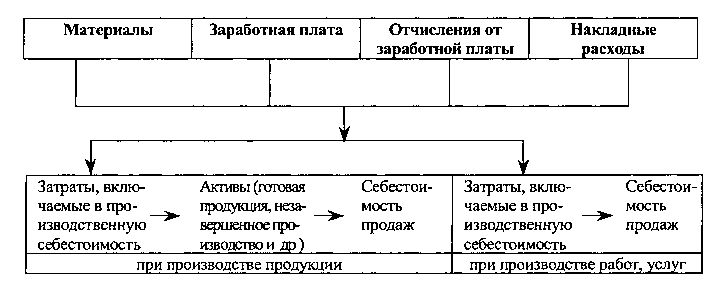 Материалы
Заработная плата
Отчисления от
заработной платы
Накладные
расходы
Затраты, вклю-
чаемые в про-
изводственную
себестоимость
Активы (готовая
продукция, неза-
вершенное про-
изводство и др )
Себестои-
мость
продаж
Затраты, вклю-
чаемые в про-
изводственную
себестоимость
Себестои-
мость
продаж
при производстве продукции
при производстве работ, услуг